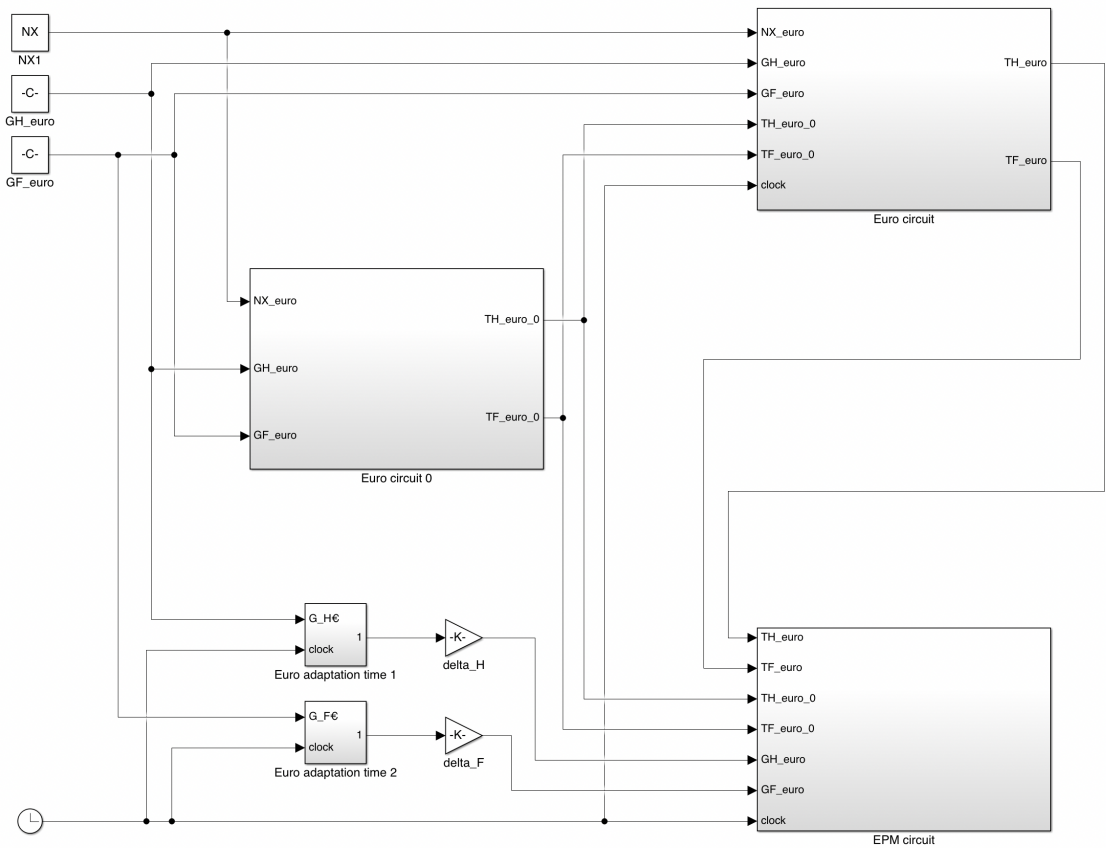 NX
NX1
-C-
GH_euro
-C-
GF_euro
NX_euro
GH_euro
GF_euro
TH_euro_0
TF_euro_0
clock
TH_euro
TF_euro
Euro circuit
NX_euro
GH_euro
GF_euro
TH_euro_0
TF_euro_0
Euro circuit 0
G_H€
clock
1
Euro adaptation time 1
-K-
delta_H
G_F€
clock
1
Euro adaptation time 2
-K-
delta_F
TH_euro
TF_euro
TH_euro_0
TF_euro_0
GH_euro
GF_euro
clock
EPM circuit